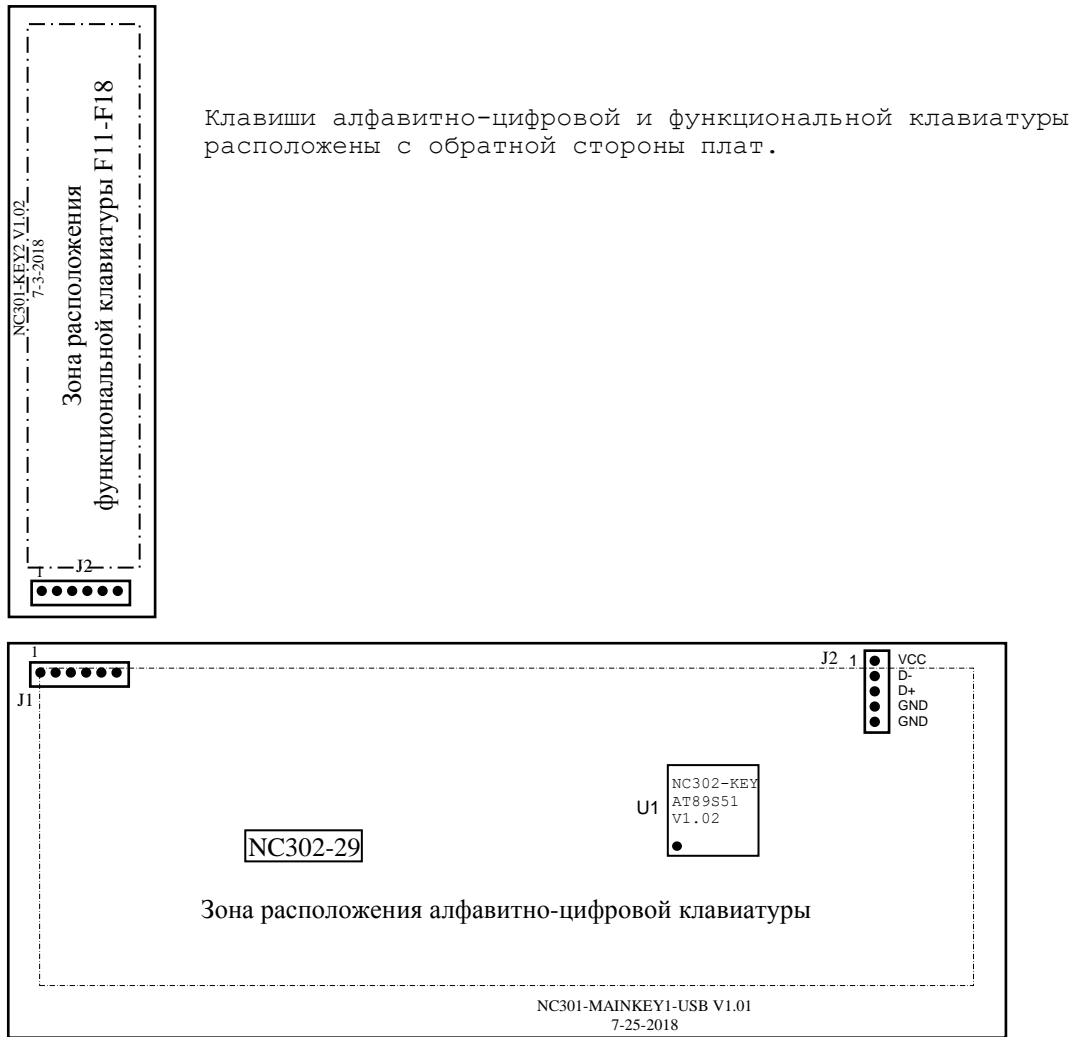 NC301-KEY2 V1.02
7-3-2018
Зона расположения
функциональной клавиатуры F11-F18
J2
1
Клавиши алфавитно-цифровой и функциональной клавиатуры
расположены с обратной стороны плат.
1
J1
J2 1 VCC
D-
D+
GND
GND
U1
NC302-KEY
AT89S51
V1.02
NC302-29
Зона расположения алфавитно-цифровой клавиатуры
NC301-MAINKEY1-USB V1.01
7-25-2018